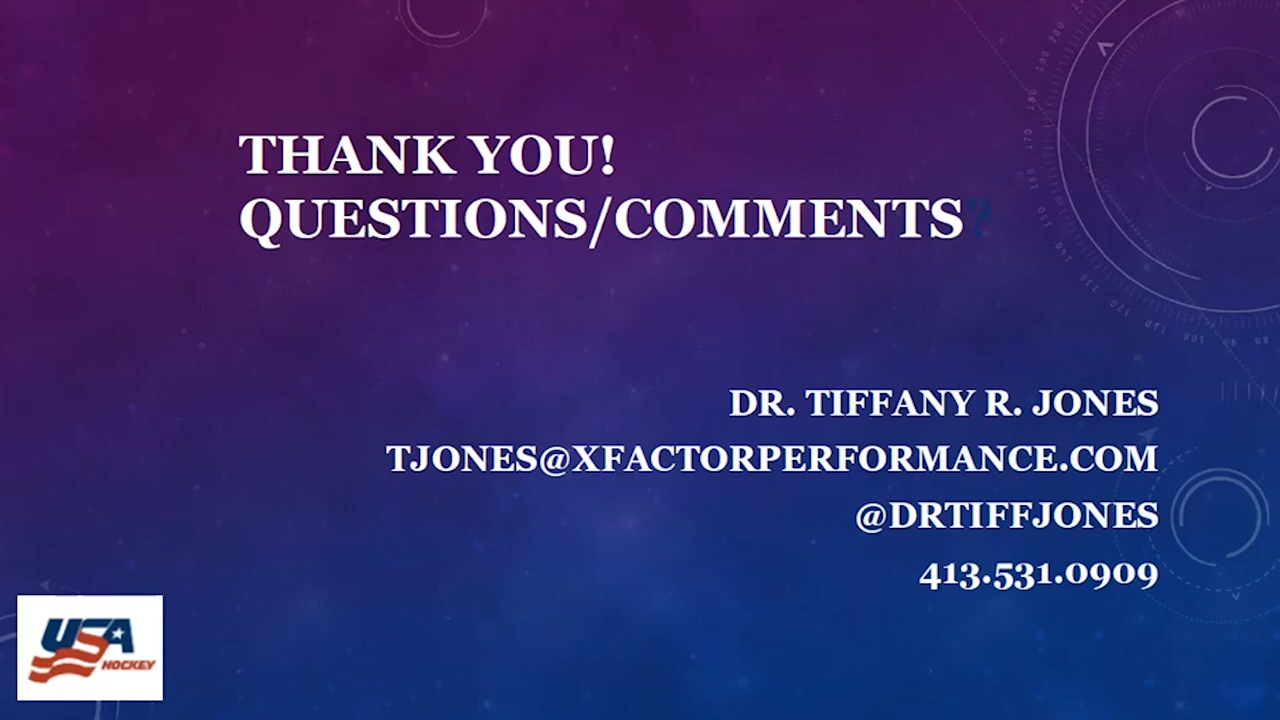 THANK YOU!
QUESTIONS/COMMENTS?
DR. TIFFANY R. JONES
TJONES@XFACTORPERFORMANCE.COM
@DRTIFFJONES
413.531.0909
USA
HOCKEY